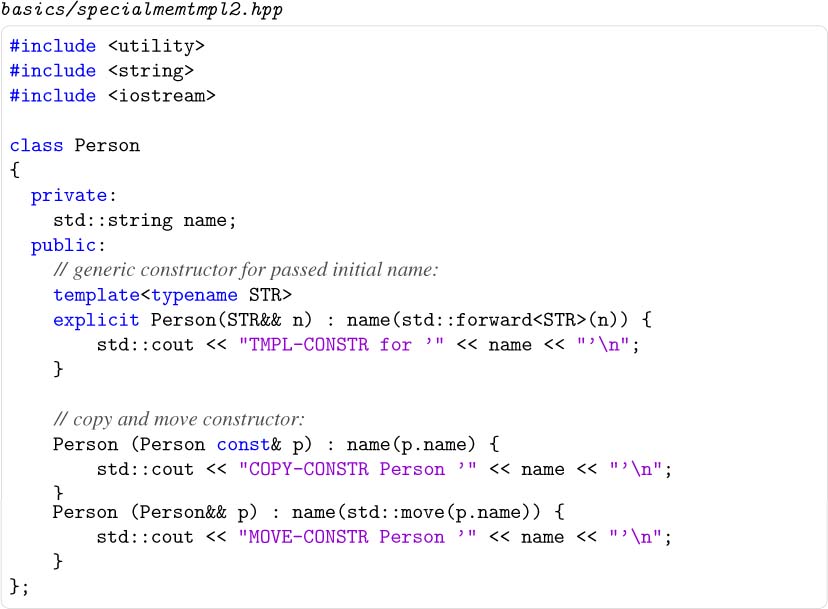 basics/specialmemtmpl2.hpp
#include <utility>
#include <string>
#include <iostream>
class Person
{
private:
std::string name;
public:
// generic constructor for passed initial name:
template<typename STR>
explicit Person(STR&& n) : name(std::forward<STR>(n)) {
std::cout << "TMPL-CONSTR for ’" << name << "’\n";
}
// copy and move constructor:
Person (Person const& p) : name(p.name) {
std::cout << "COPY-CONSTR Person ’" << name << "’\n";
}
Person (Person&& p) : name(std::move(p.name)) {
std::cout << "MOVE-CONSTR Person ’" << name << "’\n";
}
};